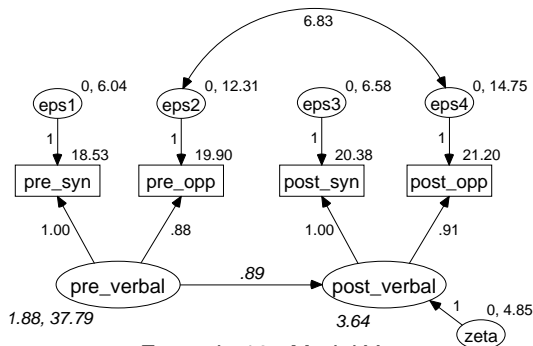 6.83
0, 6.04
0, 12.31
0, 6.58
0, 14.75
eps1
eps2
eps3
eps4
1
1
1
1
18.53
19.90
20.38
21.20
pre_syn
pre_opp
post_syn
post_opp
1.00
.88
1.00
.91
.89
pre_verbal
post_verbal
1.88, 37.79
3.64
1
0, 4.85
zeta